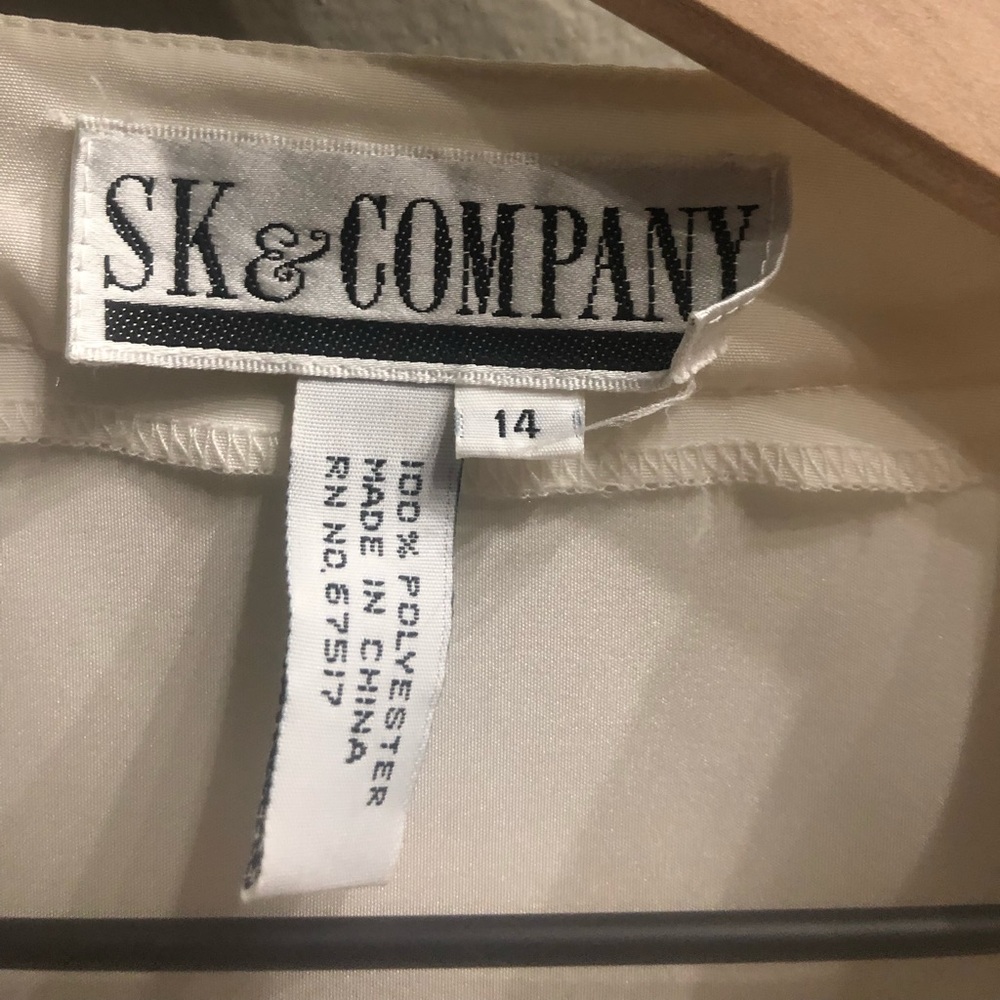 SK & COMPANY
14
100% POLYESTER
MADE IN CHINA
RN NO. 67517